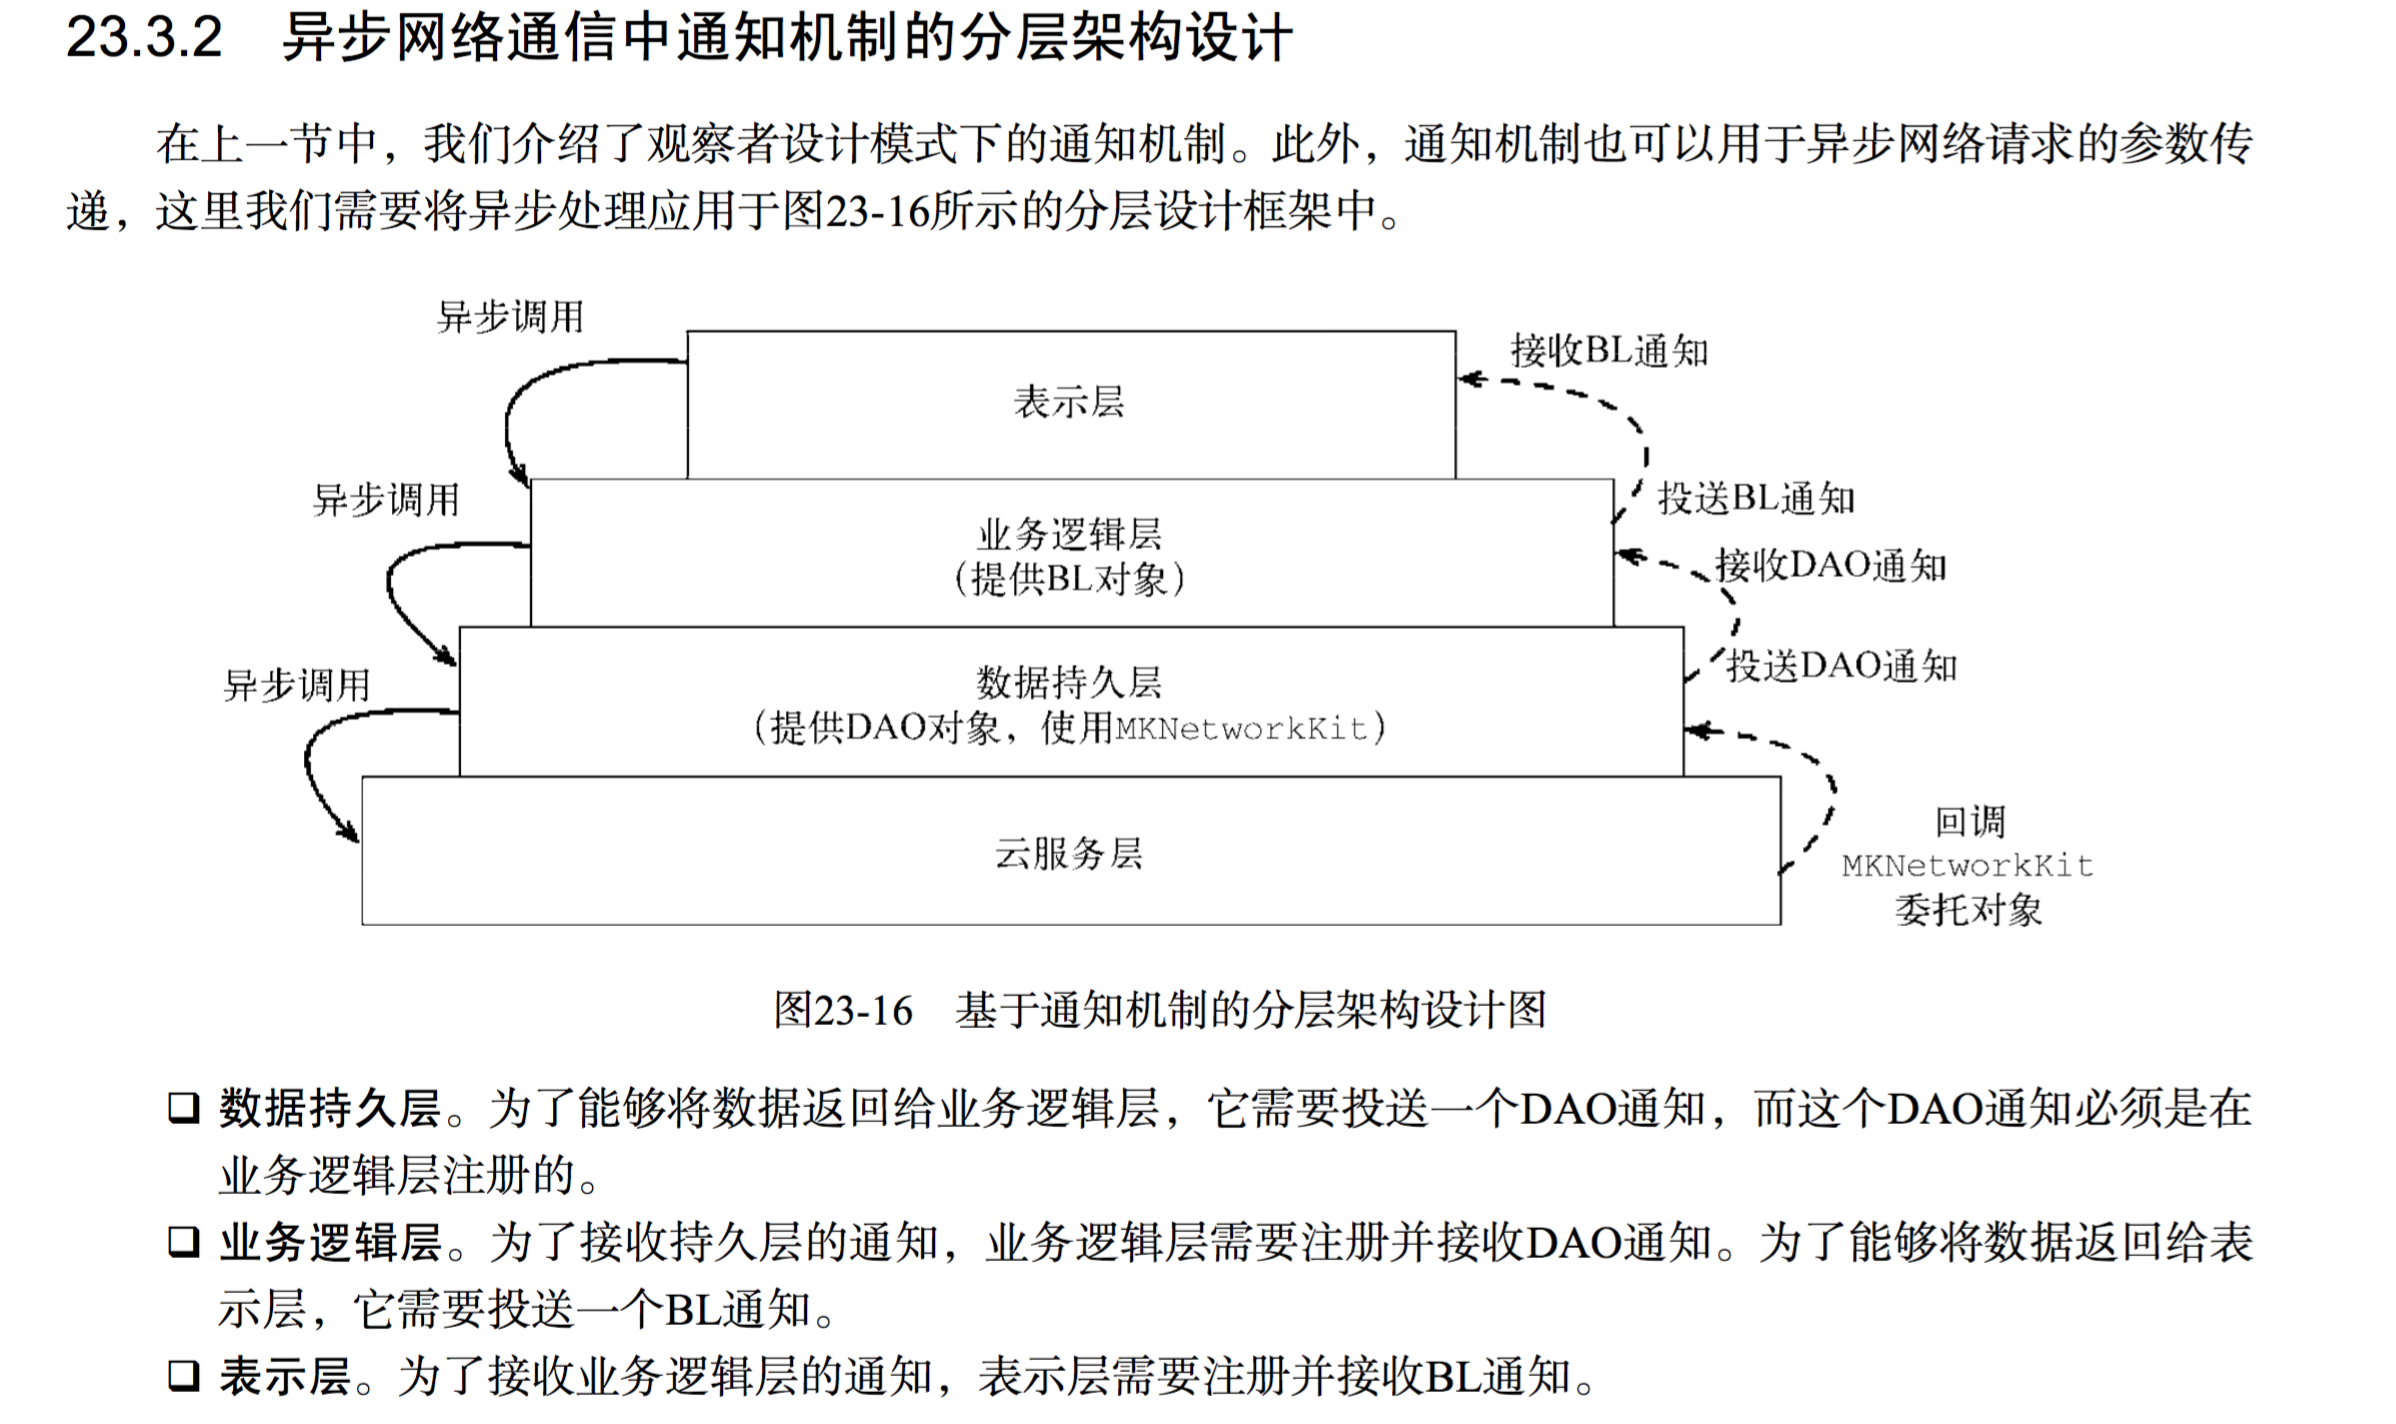 23.3.2 异步网络通信中通知机制的分层架构设计
在上一节中，我们介绍了观察者设计模式下的通知机制。此外，通知机制也可以用于异步网络请求的参数传
递，这里我们需要将异步处理应用于图23-16所示的分层设计框架中。
异步调用
接收BL通知
表示层
异步调用
投送BL通知
业务逻辑层
（提供BL对象）
接收DAO通知
异步调用
投送DAO通知
数据持久层
（提供DAO对象，使用MKNetworkKit）
云服务层
回调
MKNetworkKit
委托对象
图23-16 基于通知机制的分层架构设计图
❏ 数据持久层。为了能够将数据返回给业务逻辑层，它需要投送一个DAO通知，而这个DAO通知必须是在
业务逻辑层注册的。
❏ 业务逻辑层。为了接收持久层的通知，业务逻辑层需要注册并接收DAO通知。为了能够将数据返回给表
示层，它需要投送一个BL通知。
❏ 表示层。为了接收业务逻辑层的通知，表示层需要注册并接收BL通知。